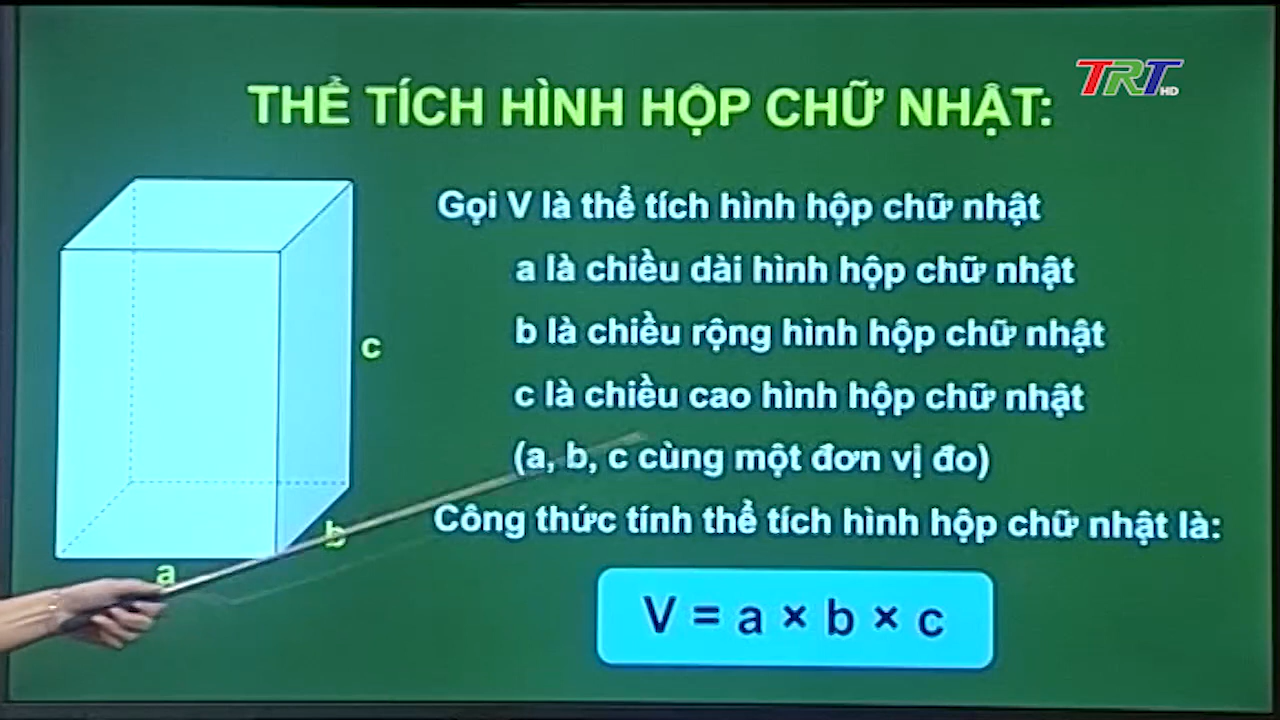 TRT HD
THỂ TÍCH HÌNH HỘP CHỮ NHẬT:
Gọi V là thể tích hình hộp chữ nhật
a là chiều dài hình hộp chữ nhật
b là chiều rộng hình hộp chữ nhật
c
c là chiều cao hình hộp chữ nhật
(a, b, c cùng một đơn vị đo)
Công thức tính thể tích hình hộp chữ nhật là:
b
a
V = a × b × c